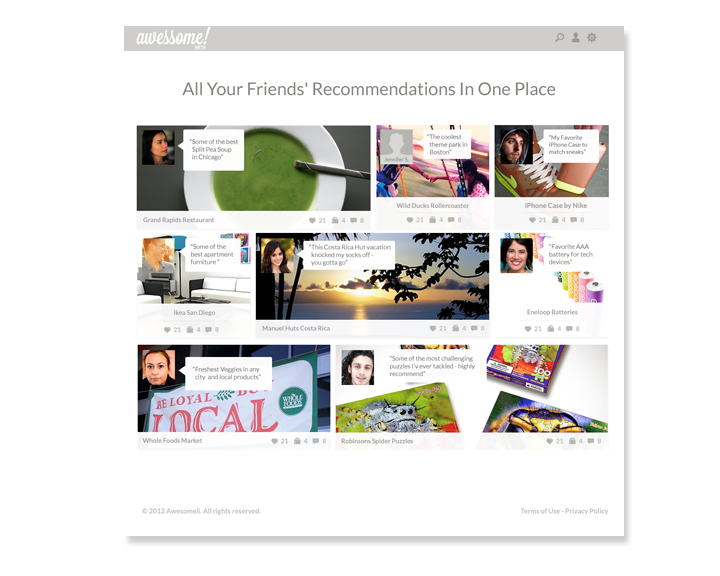 awessome!
BETA
All Your Friends' Recommendations In One Place
"Some of the best
Split Pea Soup
in Chicago"
Grand Rapids Restaurant
21 4 8
Jennifer S.
"The coolest
theme park in
Boston"
Wild Ducks Rollercoaster
21 4 8
"My Favorite
iPhone Case to
match sneaks"
iPhone Case by Nike
21 4 8
"Some of the
best apartment
furniture "
Ikea San Diego
21 4 8
"This Costa Rica Hut vacation
knocked my socks off -
you gotta go"
Manuel Huts Costa Rica
21 4 8
"Favorite AAA
battery for tech
devices"
Eneloop Batteries
21 4 8
"Freshest Veggies in any
city and local products"
BE LOYAL
LOCAL
WHOLE
FOODS
Whole Foods Market
21 4 8
"Some of the most challenging
puzzles I'v ever tackled - highly
recommend"
100
Robinsons Spider Puzzles
21 4 8
© 2012 Awesomeli. All rights reserved.
Terms of Use - Privacy Policy